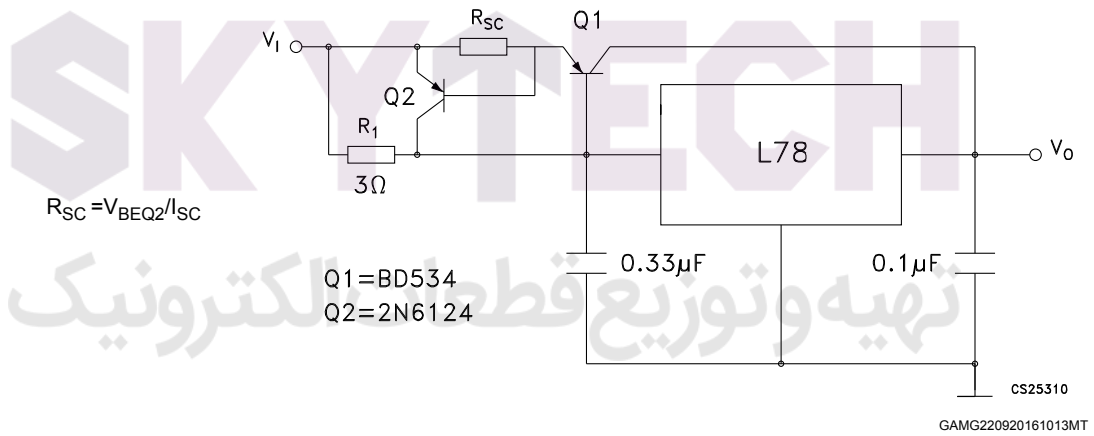 SKYTECH
R_SC Q1
V_I
Q2
R_1
3Ω
L78
V_O
R_SC =V_BEQ2/I_SC
0.33µF 0.1µF
تهیه و توزیع قطعات الکترونیک
Q1=BD534
Q2=2N6124
CS25310
GAMG220920161013MT